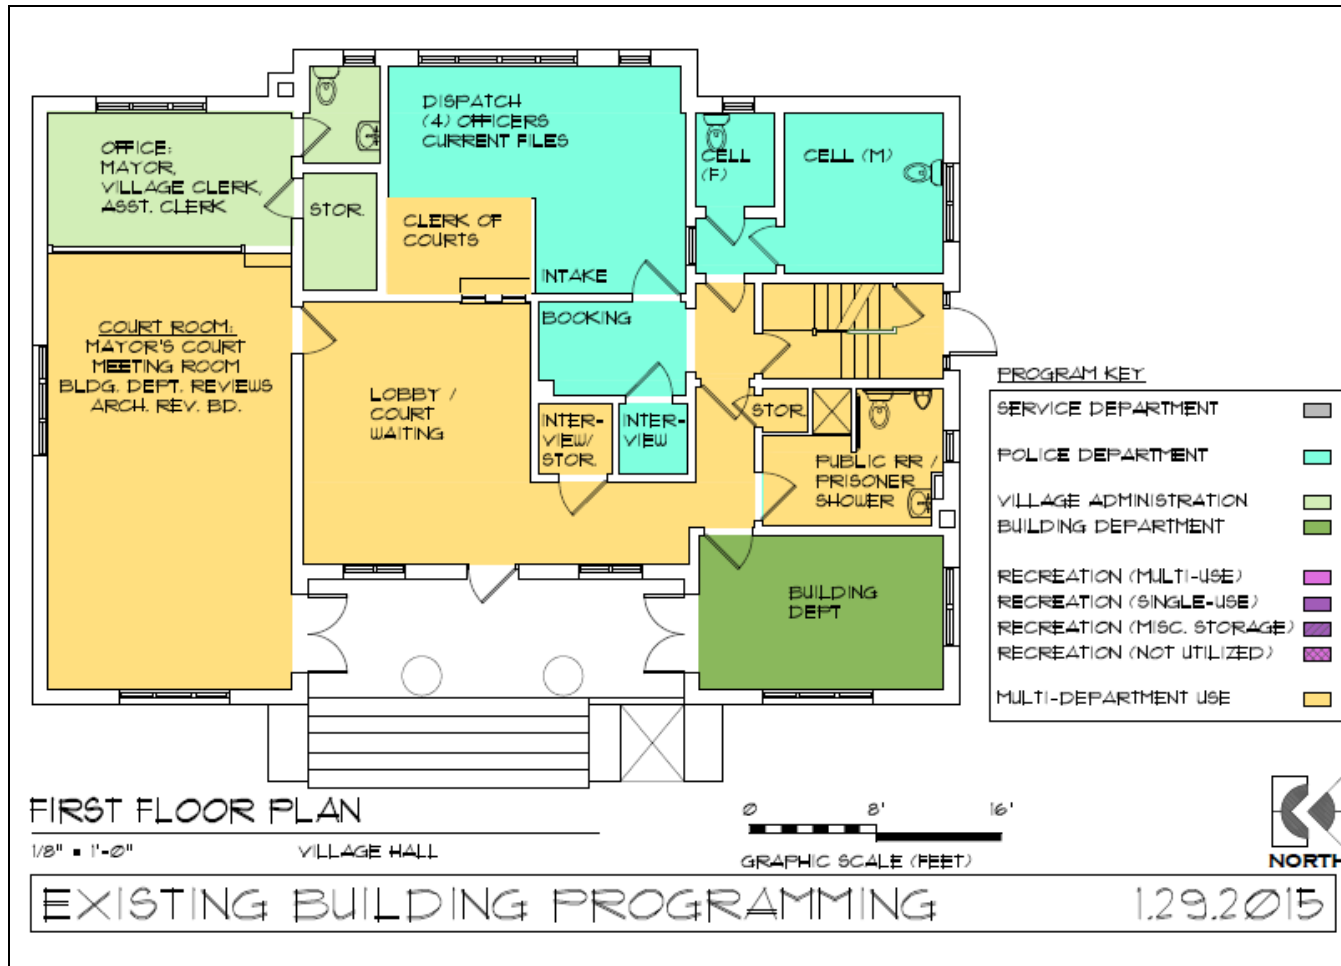 DISPATCH
(4) OFFICERS
CURRENT FILES
OFFICE:
MAYOR,
VILLAGE CLERK,
ASST. CLERK
STOR.
CLERK OF
COURTS
INTAKE
CELL
(F)
CELL (M)
COURT ROOM:
MAYOR'S COURT
MEETING ROOM
BLDG. DEPT. REVIEWS
ARCH. REV. BD.
LOBBY /
COURT
WAITING
BOOKING
INTER-
VIEW/
STOR.
INTER-
VIEW
STOR.
PUBLIC RR /
PRISONER
SHOWER
BUILDING
DEPT
PROGRAM KEY
SERVICE DEPARTMENT
POLICE DEPARTMENT
VILLAGE ADMINISTRATION
BUILDING DEPARTMENT
RECREATION (MULTI-USE)
RECREATION (SINGLE-USE)
RECREATION (MISC. STORAGE)
RECREATION (NOT UTILIZED)
MULTI-DEPARTMENT USE
FIRST FLOOR PLAN
1/8" = 1'-0"
VILLAGE HALL
0 8' 16'
GRAPHIC SCALE (FEET)
NORTH
EXISTING BUILDING PROGRAMMING
1.29.2015